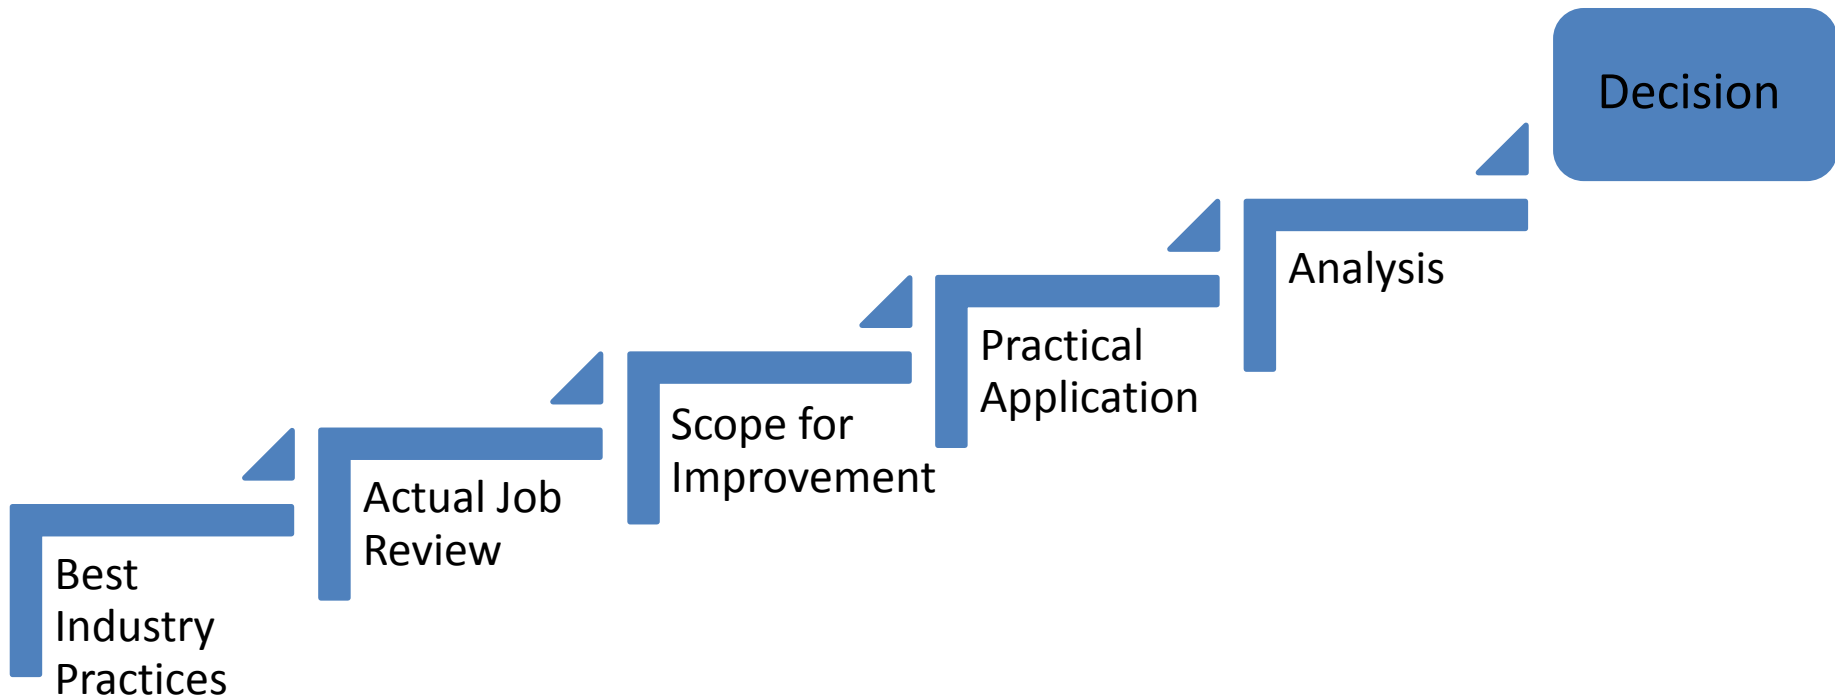 Best
Industry
Practices
Actual Job
Review
Scope for
Improvement
Practical
Application
Analysis
Decision